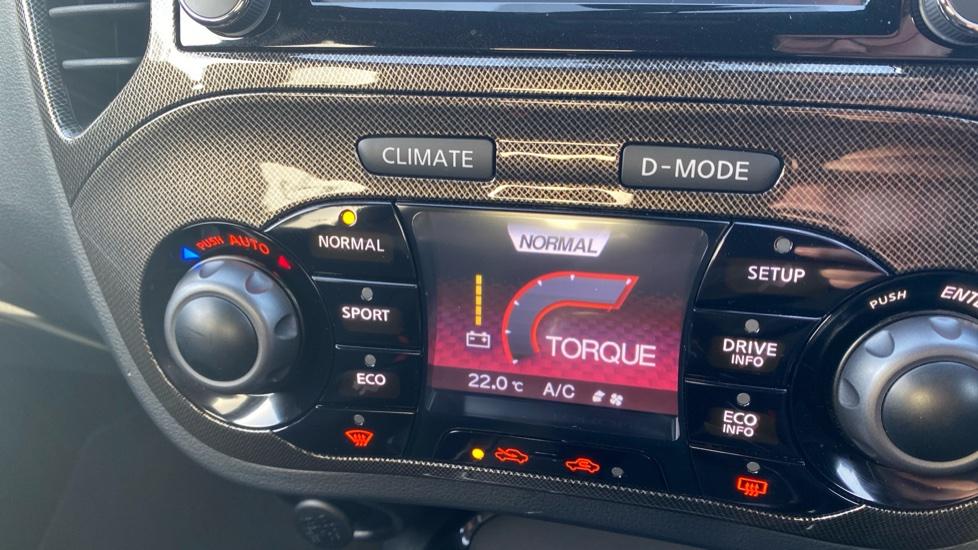 CLIMATE
D-MODE
PUSH AUTO
NORMAL
NORMAL
SETUP
PUSH
SPORT
DRIVE
INFO
TORQUE
ECO
ECO
INFO
22.0 °C A/C